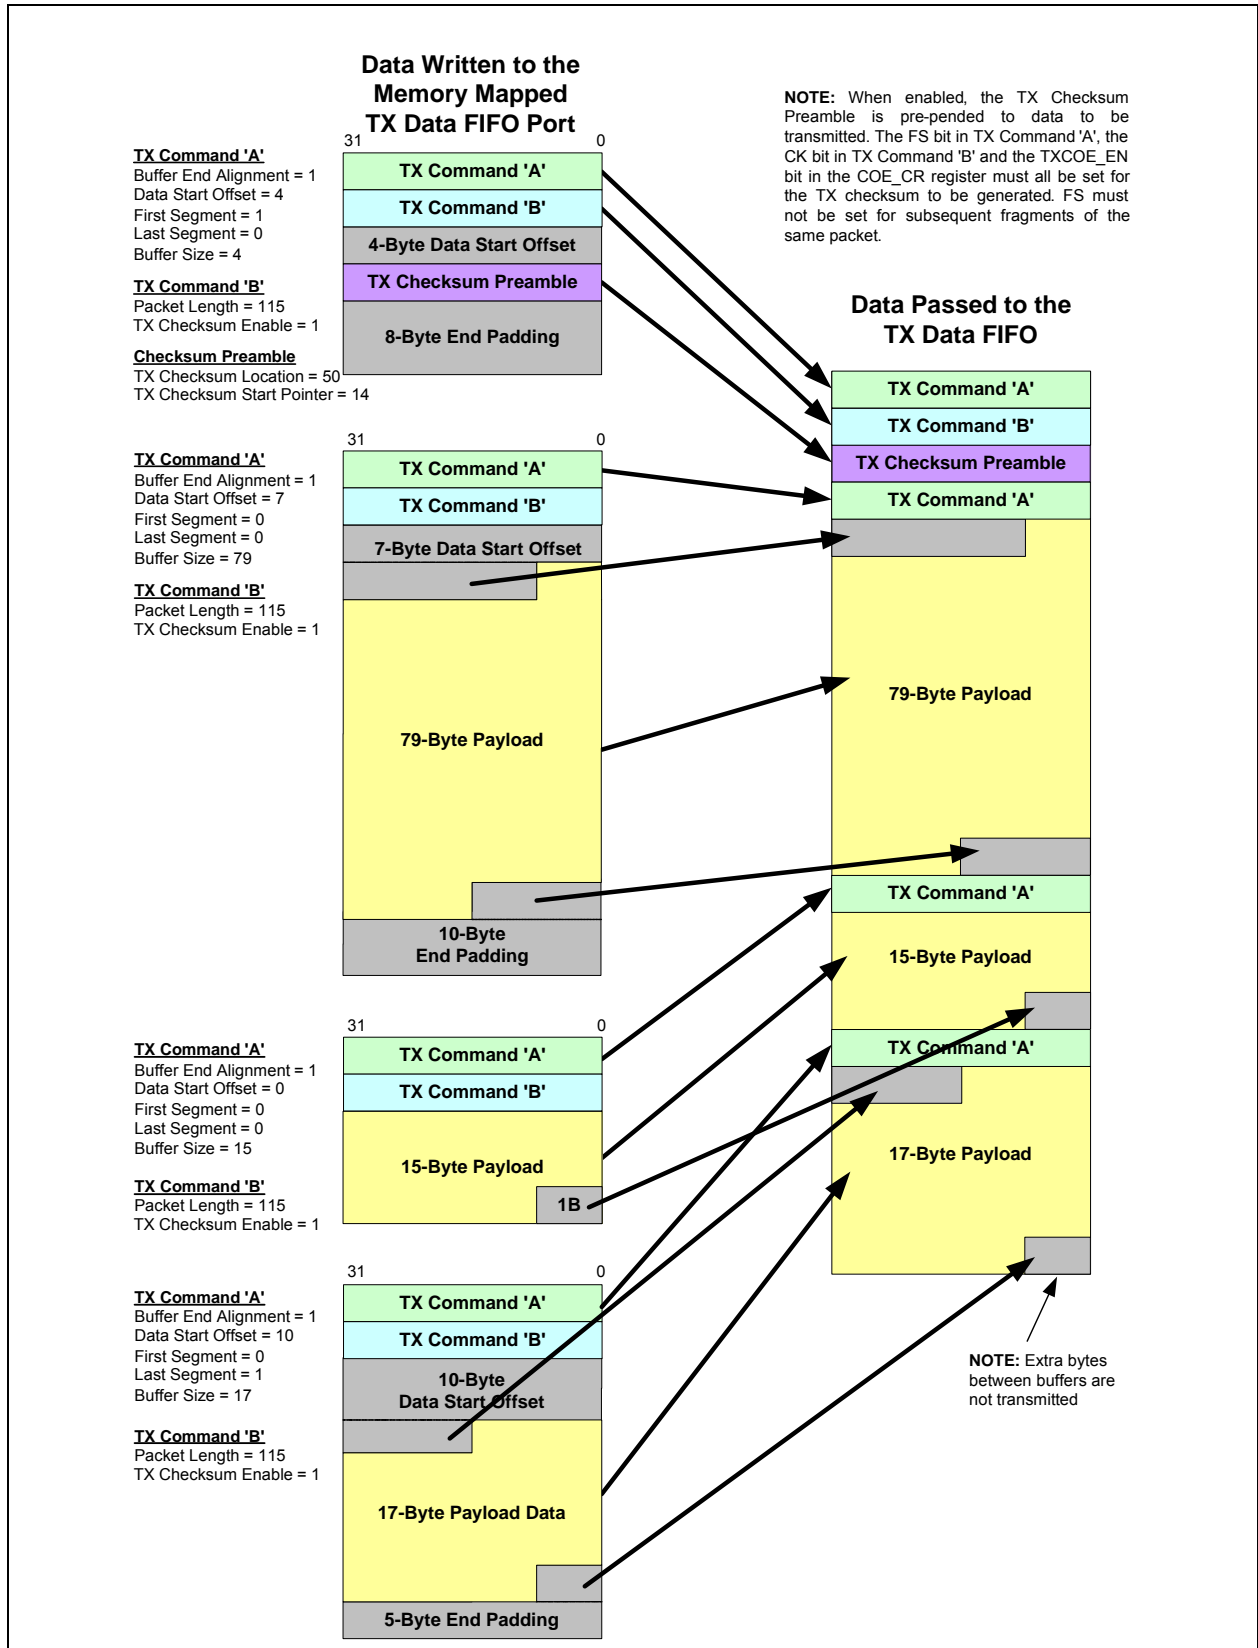 Data Written to the
Memory Mapped
TX Data FIFO Port
NOTE: When enabled, the TX Checksum
Preamble is pre-pended to data to be
transmitted. The FS bit in TX Command 'A', the
CK bit in TX Command 'B' and the TXCOE_EN
bit in the COE_CR register must all be set for
the TX checksum to be generated. FS must
not be set for subsequent fragments of the
same packet.
TX Command 'A'
Buffer End Alignment = 1
Data Start Offset = 4
First Segment = 1
Last Segment = 0
Buffer Size = 4
TX Command 'B'
Packet Length = 115
TX Checksum Enable = 1
Checksum Preamble
TX Checksum Location = 50
TX Checksum Start Pointer = 14
31 0
TX Command 'A'
TX Command 'B'
4-Byte Data Start Offset
TX Checksum Preamble
8-Byte End Padding
TX Command 'A'
Buffer End Alignment = 1
Data Start Offset = 7
First Segment = 0
Last Segment = 0
Buffer Size = 79
TX Command 'B'
Packet Length = 115
TX Checksum Enable = 1
31 0
TX Command 'A'
TX Command 'B'
7-Byte Data Start Offset
79-Byte Payload
10-Byte
End Padding
TX Command 'A'
Buffer End Alignment = 1
Data Start Offset = 0
First Segment = 0
Last Segment = 0
Buffer Size = 15
TX Command 'B'
Packet Length = 115
TX Checksum Enable = 1
31 0
TX Command 'A'
TX Command 'B'
15-Byte Payload
1B
TX Command 'A'
Buffer End Alignment = 1
Data Start Offset = 10
First Segment = 0
Last Segment = 1
Buffer Size = 17
TX Command 'B'
Packet Length = 115
TX Checksum Enable = 1
31 0
TX Command 'A'
TX Command 'B'
10-Byte
Data Start Offset
17-Byte Payload Data
5-Byte End Padding
Data Passed to the
TX Data FIFO
TX Command 'A'
TX Command 'B'
TX Checksum Preamble
TX Command 'A'
79-Byte Payload
TX Command 'A'
15-Byte Payload
TX Command 'A'
17-Byte Payload
NOTE: Extra bytes
between buffers are
not transmitted